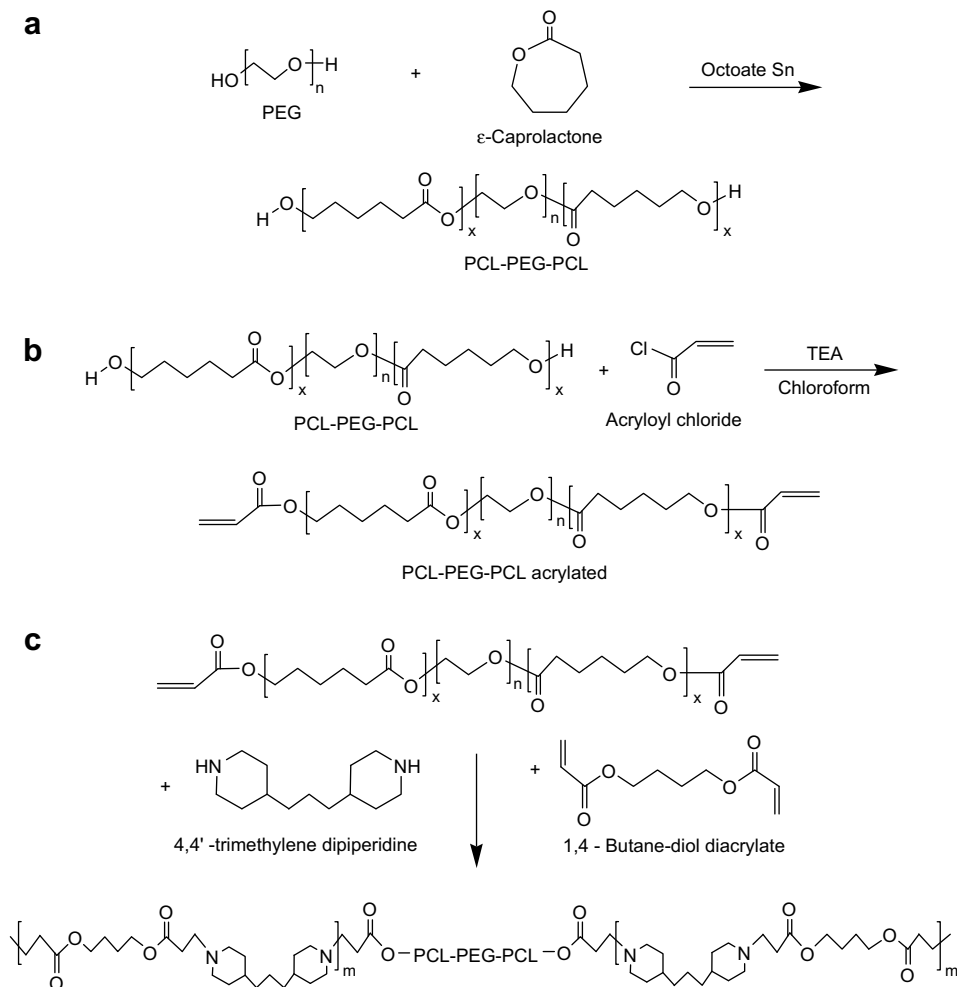 a
HO O H n + O O Octoate Sn
PEG
ε-Caprolactone
H O O O x O n O O H x
PCL-PEG-PCL
b
H O O O x O n O O H x + Cl O TEA
Chloroform
PCL-PEG-PCL
Acryloyl chloride
O O O O x O n O O x O
PCL-PEG-PCL acrylated
c
O O O O x O n O O x O
+ HN NH
4,4' -trimethylene dipiperidine
+ O O O O
1,4 - Butane-diol diacrylate
O O O O N N m O O PCL-PEG-PCL O O N N O O O O m